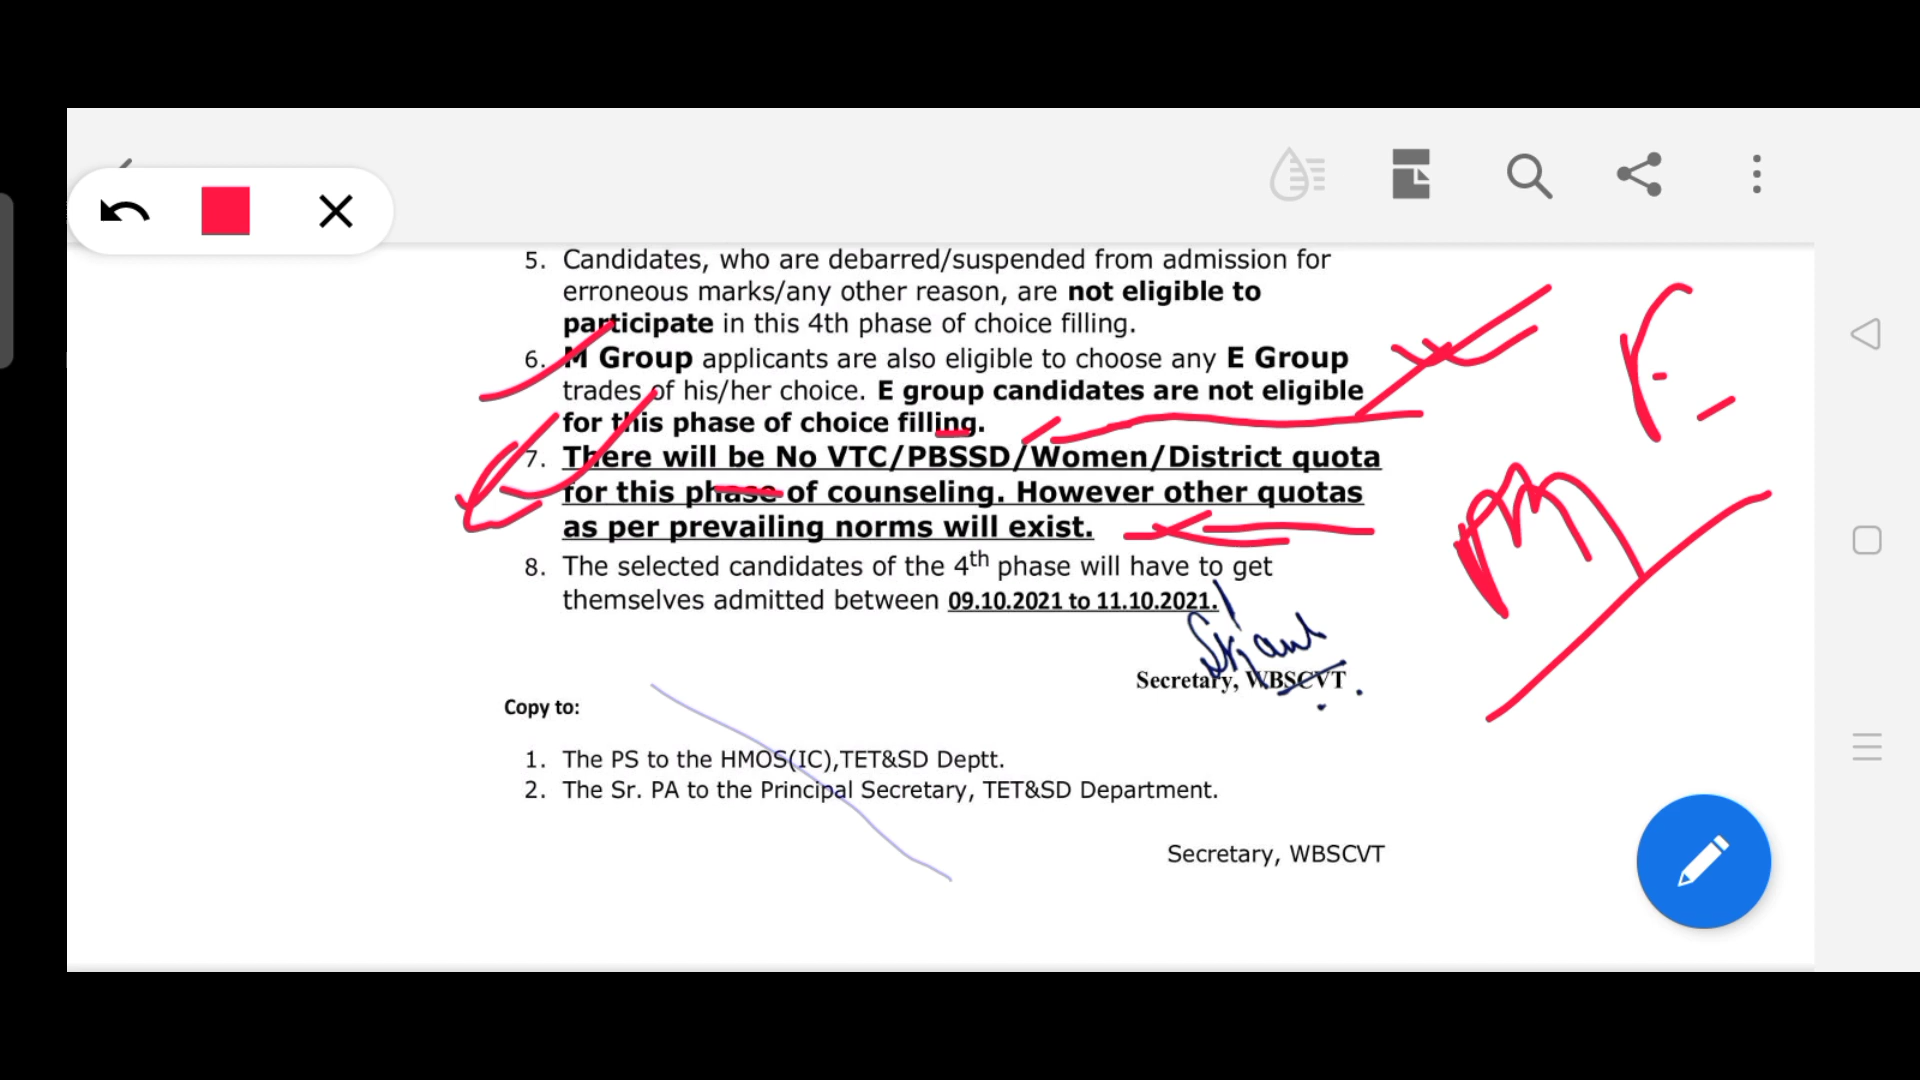 5. Candidates, who are debarred/suspended from admission for
erroneous marks/any other reason, are not eligible to
participate in this 4th phase of choice filling.
6. M Group applicants are also eligible to choose any E Group
trades of his/her choice. E group candidates are not eligible
for this phase of choice filling.
7. There will be No VTC/PBSSD/Women/District quota
for this phase of counseling. However other quotas
as per prevailing norms will exist.
8. The selected candidates of the 4th phase will have to get
themselves admitted between 09.10.2021 to 11.10.2021.
Secretary, WBSCVT
Copy to:
1. The PS to the HMOS(IC),TET&SD Deptt.
2. The Sr. PA to the Principal Secretary, TET&SD Department.
Secretary, WBSCVT
M